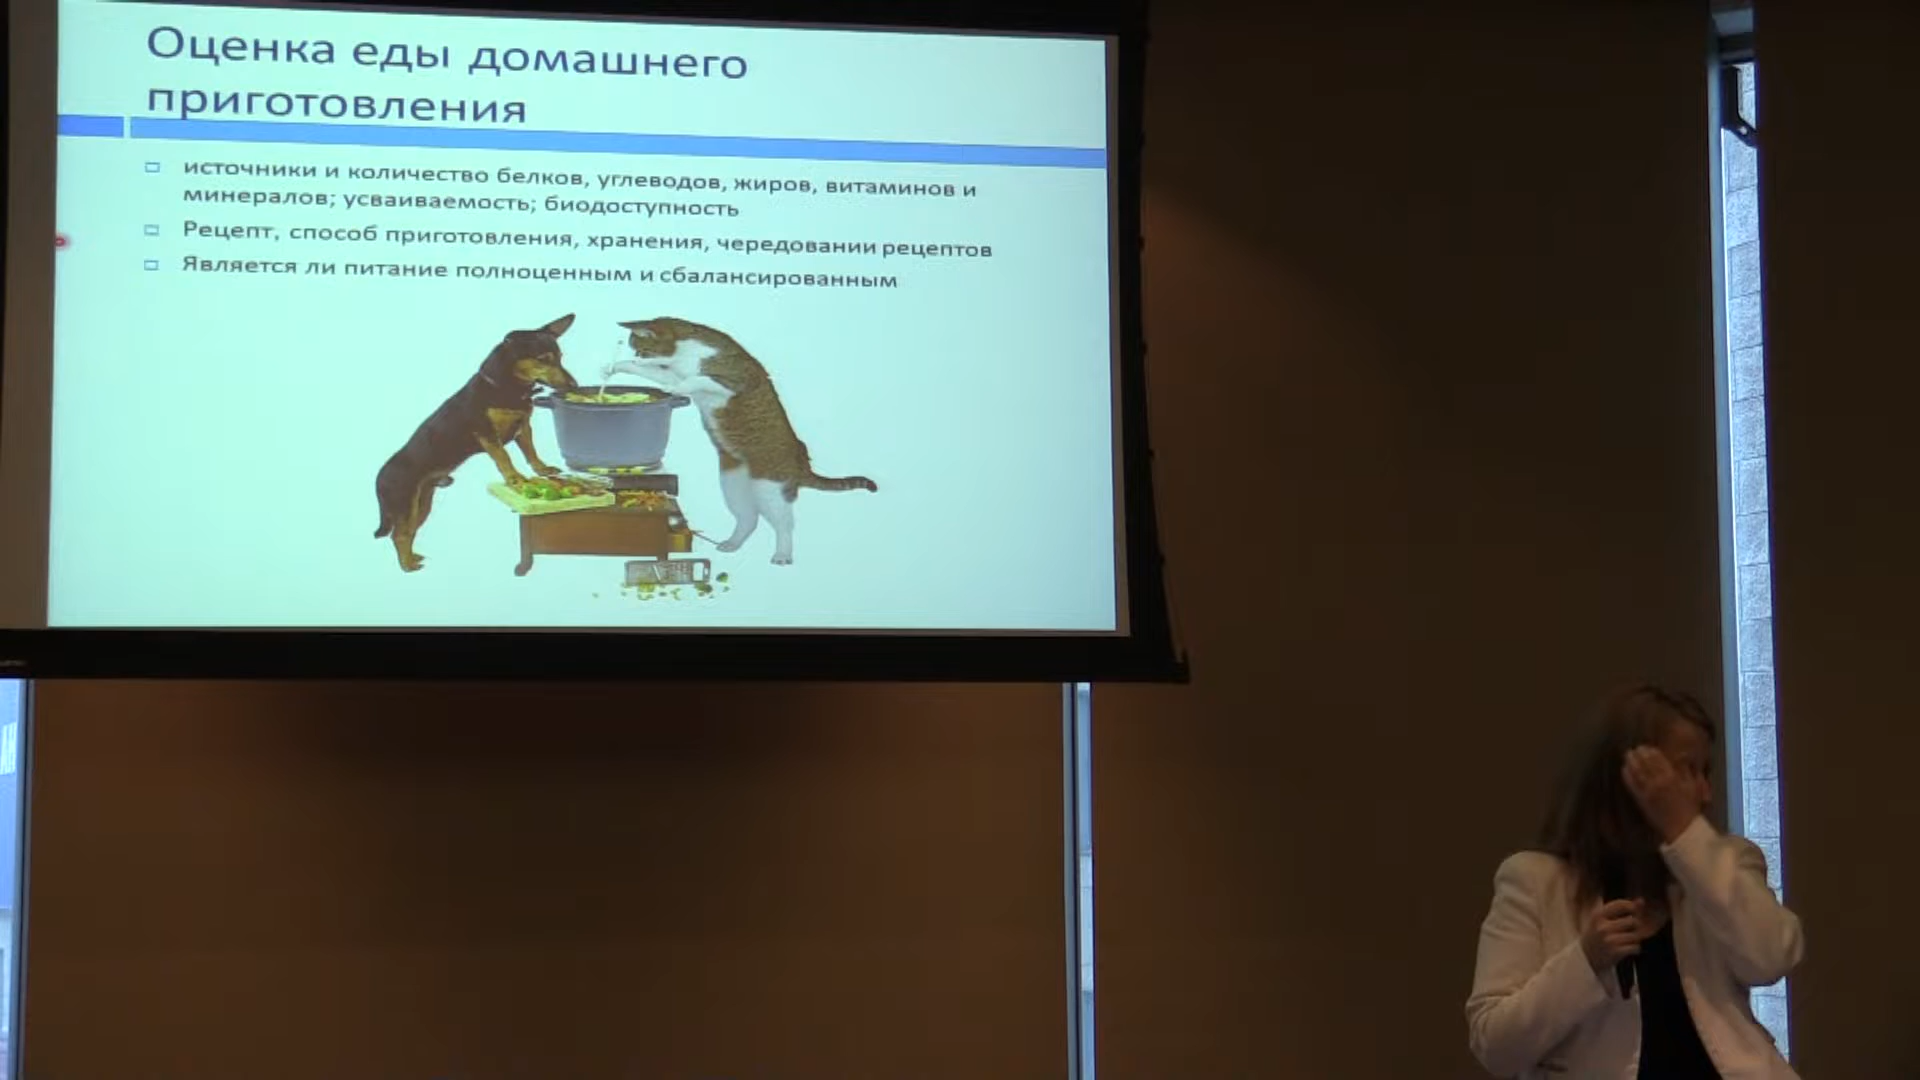 Оценка еды домашнего
приготовления
источники и количество белков, углеводов, жиров, витаминов и
минералов; усваиваемость; биодоступность
Рецепт, способ приготовления, хранения, чередовании рецептов
Является ли питание полноценным и сбалансированным